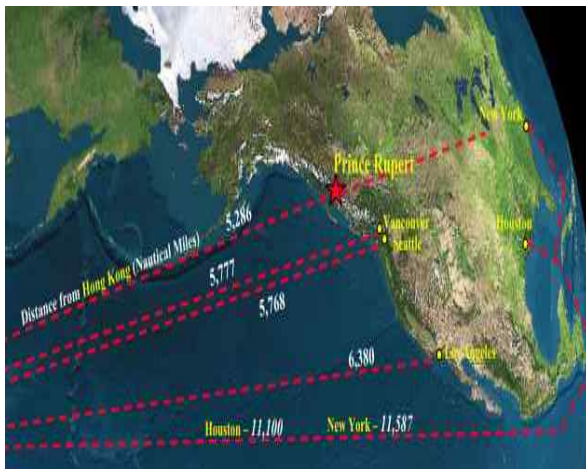 New York
Prince Rupert
Vancouver
Seattle
Houston
5,286
Distance from Hong Kong (Nautical Miles)
5,777
5,768
6,380
Los Angeles
Houston – 11,100
New York – 11,587